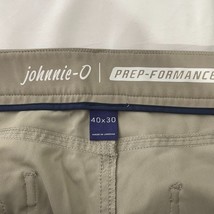 johnnie-O | PREP-FORMANCE
40x30